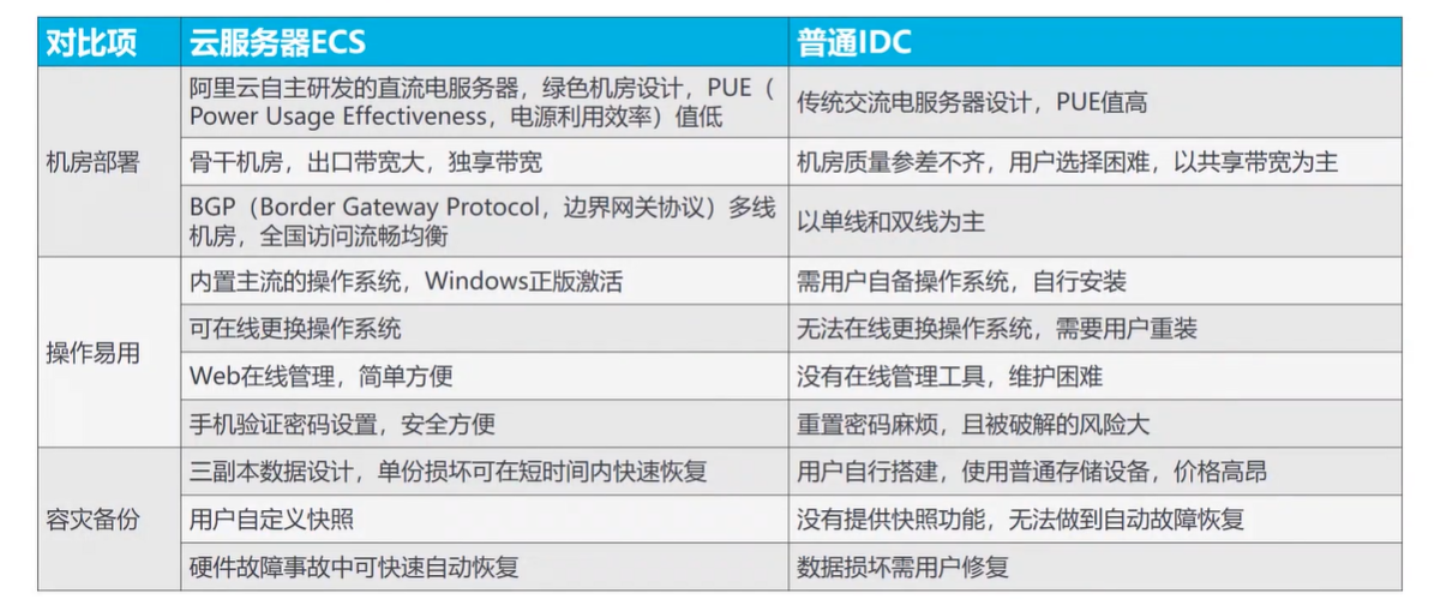 对比项 云服务器ECS 普通IDC
机房部署
阿里云自主研发的直流电服务器，绿色机房设计，PUE（
Power Usage Effectiveness，电源利用效率）值低
传统交流电服务器设计，PUE值高
骨干机房，出口带宽大，独享带宽
机房质量参差不齐，用户选择困难，以共享带宽为主
BGP（Border Gateway Protocol，边界网关协议）多线
机房，全国访问流畅均衡
以单线和双线为主
操作易用
内置主流的操作系统，Windows正版激活
需用户自备操作系统，自行安装
可在线更换操作系统
无法在线更换操作系统，需要用户重装
Web在线管理，简单方便
没有在线管理工具，维护困难
手机验证密码设置，安全方便
重置密码麻烦，且被破解的风险大
容灾备份
三副本数据设计，单份损坏可在短时间内快速恢复
用户自行搭建，使用普通存储设备，价格高昂
用户自定义快照
没有提供快照功能，无法做到自动故障恢复
硬件故障事故中可快速自动恢复
数据损坏需用户修复